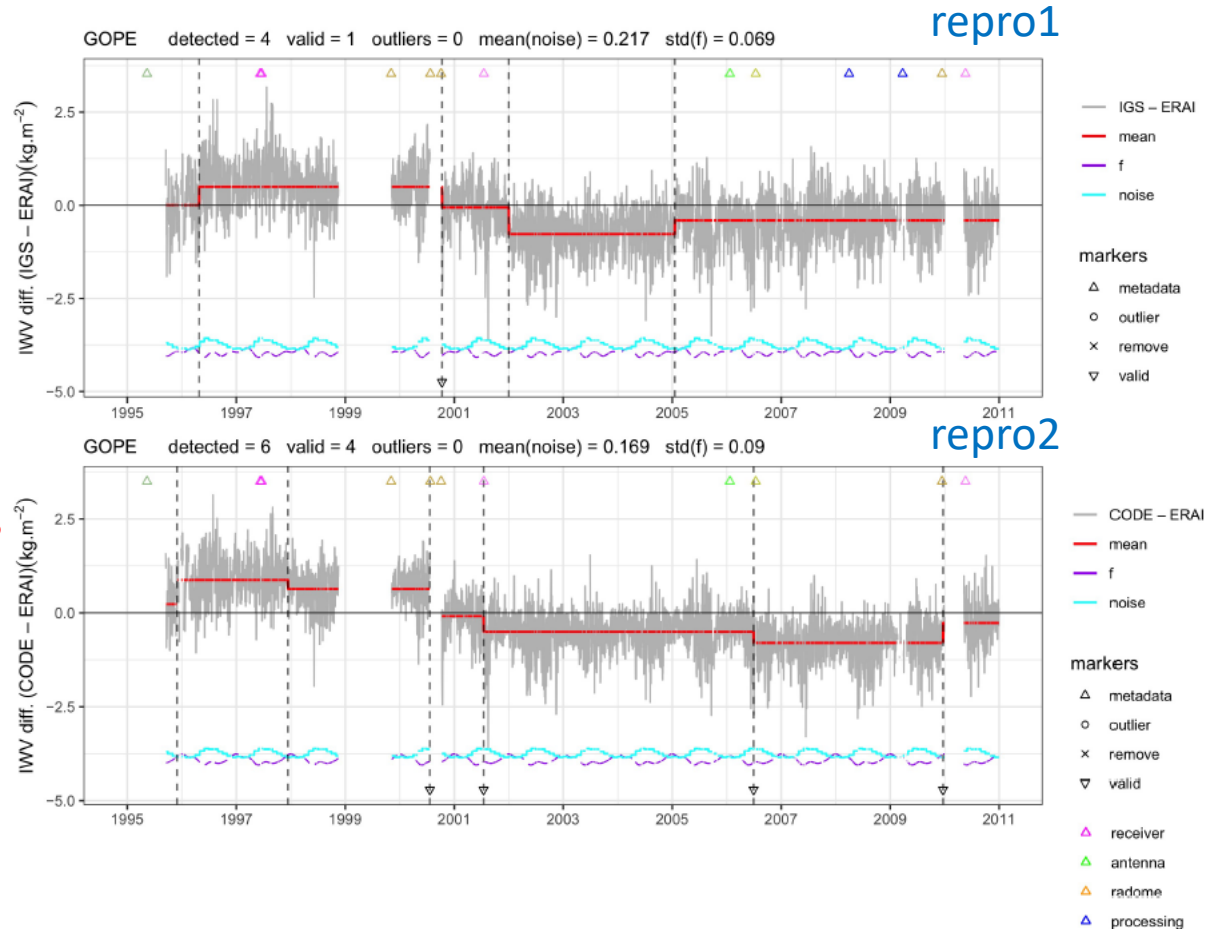 repro1
GOPE detected = 4 valid = 1 outliers = 0 mean(noise) = 0.217 std(f) = 0.069
IWV diff. (IGS − ERAI)(kg.m−2)
2.5
0.0
−2.5
−5.0
1995 1997 1999 2001 2003 2005 2007 2009 2011
IGS − ERAI
mean
f
noise
markers
metadata
outlier
remove
valid
repro2
GOPE detected = 6 valid = 4 outliers = 0 mean(noise) = 0.169 std(f) = 0.09
IWV diff. (CODE − ERAI)(kg.m−2)
2.5
0.0
−2.5
−5.0
1995 1997 1999 2001 2003 2005 2007 2009 2011
CODE − ERAI
mean
f
noise
markers
metadata
outlier
remove
valid
receiver
antenna
radome
processing